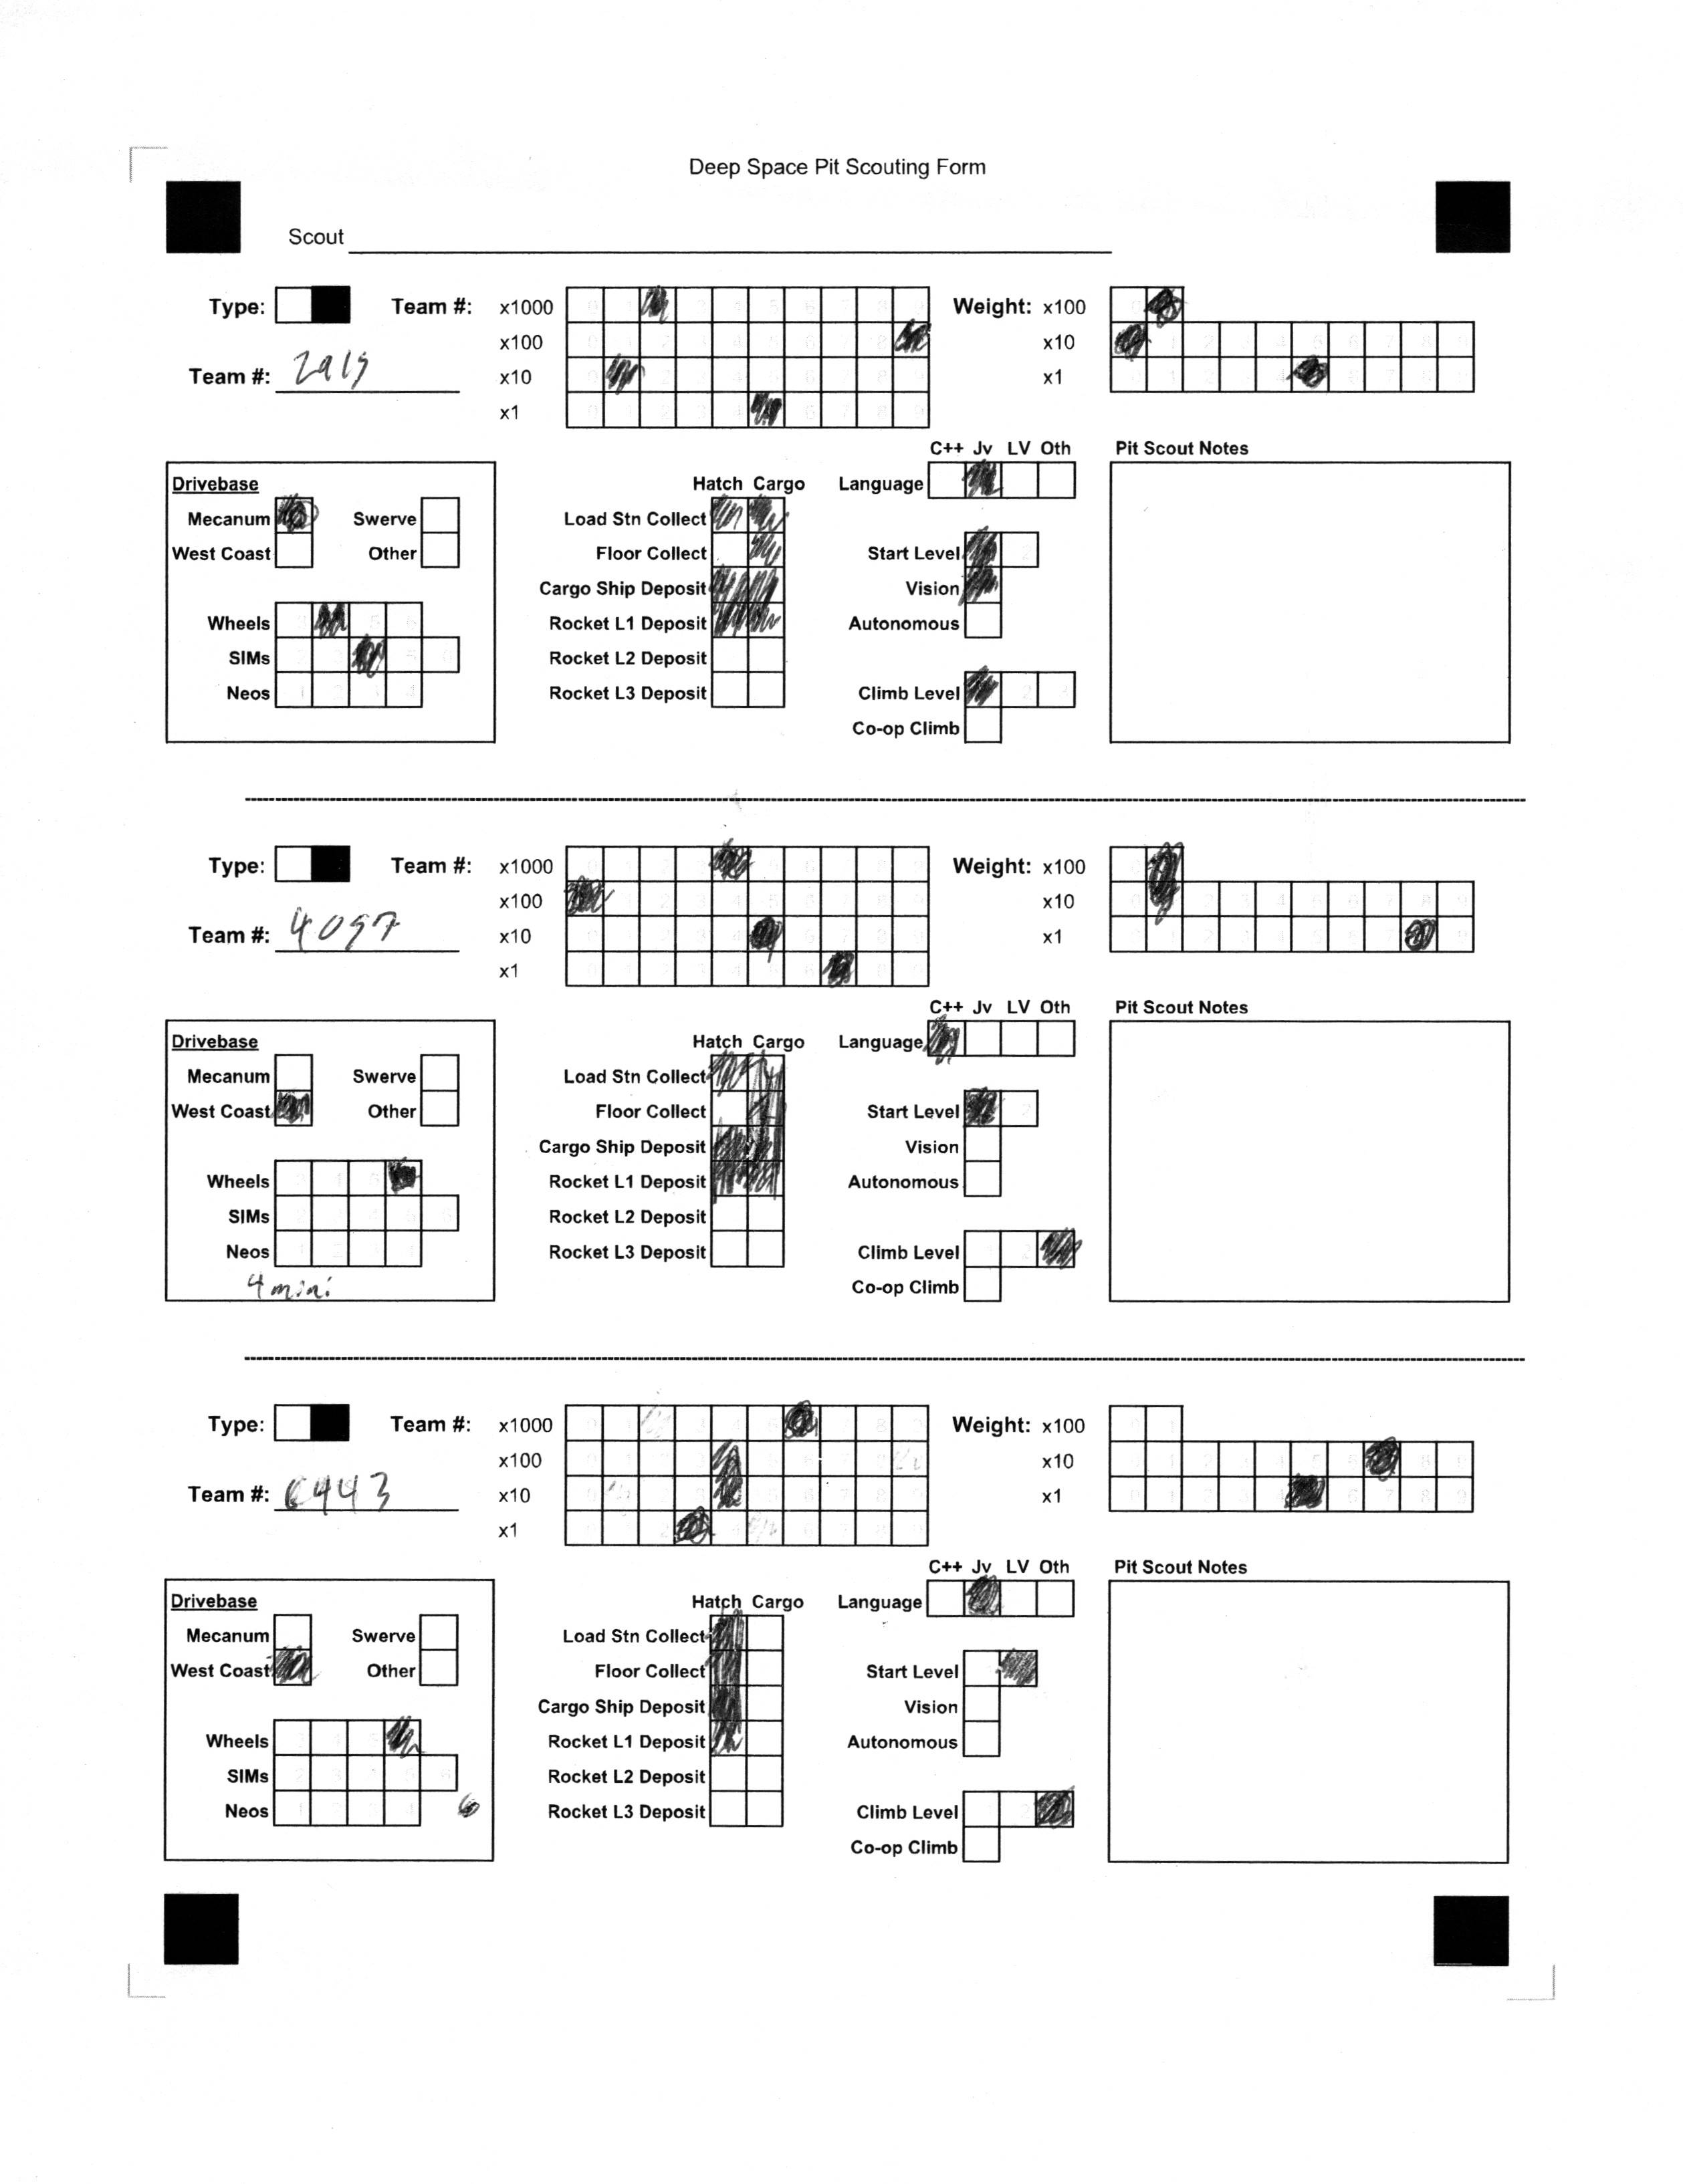 Deep Space Pit Scouting Form
Scout
Type: Team #: x1000 Weight: x100
x100 x10
Team #: 2915 x10 x1
x1
C++ Jv LV Oth Pit Scout Notes
Drivebase Hatch Cargo Language
Mecanum Swerve Load Stn Collect
West Coast Other Floor Collect Start Level
Cargo Ship Deposit Vision
Wheels Rocket L1 Deposit Autonomous
SIMs Rocket L2 Deposit
Neos Rocket L3 Deposit Climb Level
Co-op Climb
Type: Team #: x1000 Weight: x100
x100 x10
Team #: 4057 x10 x1
x1
C++ Jv LV Oth Pit Scout Notes
Drivebase Hatch Cargo Language
Mecanum Swerve Load Stn Collect
West Coast Other Floor Collect Start Level
Cargo Ship Deposit Vision
Wheels Rocket L1 Deposit Autonomous
SIMs Rocket L2 Deposit
Neos Rocket L3 Deposit Climb Level
4 mini Co-op Climb
Type: Team #: x1000 Weight: x100
x100 x10
Team #: 6443 x10 x1
x1
C++ Jv LV Oth Pit Scout Notes
Drivebase Hatch Cargo Language
Mecanum Swerve Load Stn Collect
West Coast Other Floor Collect Start Level
Cargo Ship Deposit Vision
Wheels Rocket L1 Deposit Autonomous
SIMs Rocket L2 Deposit
Neos 6 Rocket L3 Deposit Climb Level
Co-op Climb